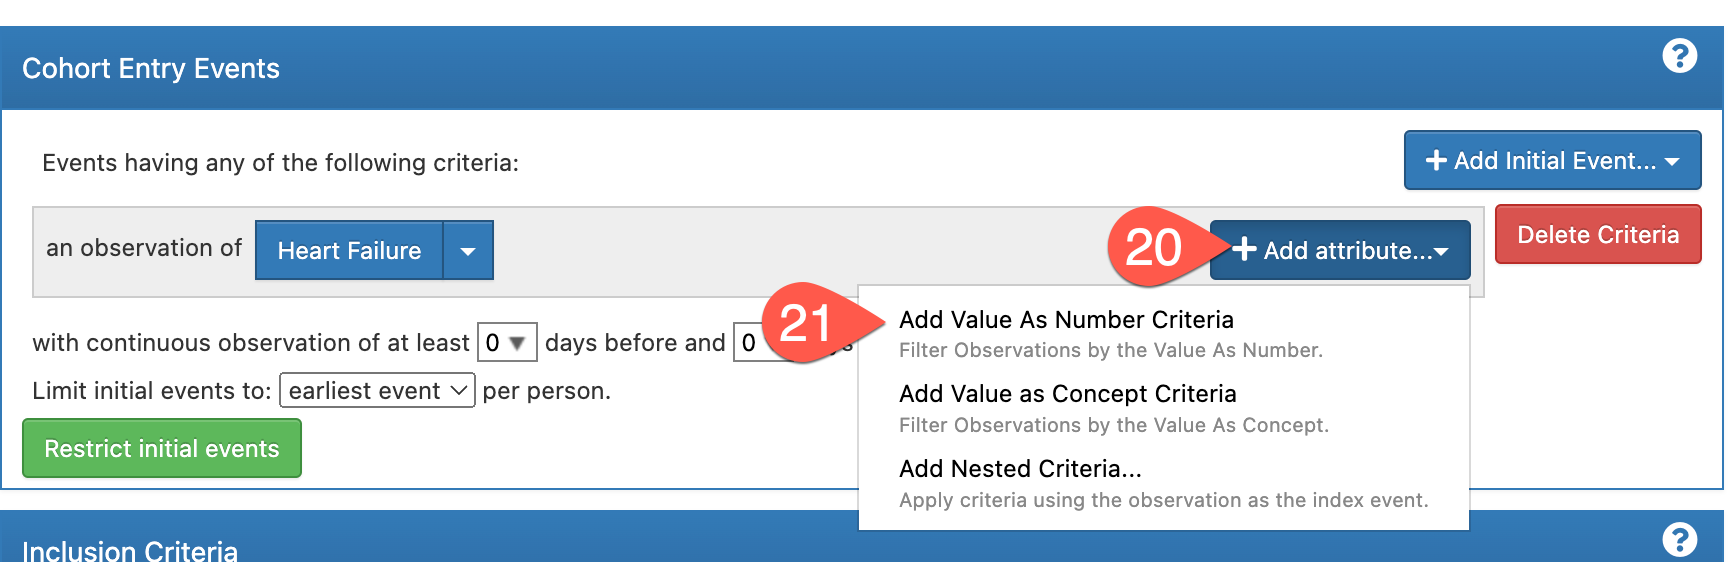 Cohort Entry Events
?
Events having any of the following criteria:
+ Add Initial Event...
an observation of Heart Failure
20
+ Add attribute...
Delete Criteria
21
Add Value As Number Criteria
Filter Observations by the Value As Number.
with continuous observation of at least 0 days before and 0
Add Value as Concept Criteria
Filter Observations by the Value As Concept.
Limit initial events to: earliest event per person.
Restrict initial events
Add Nested Criteria...
Apply criteria using the observation as the index event.
Inclusion Criteria
?